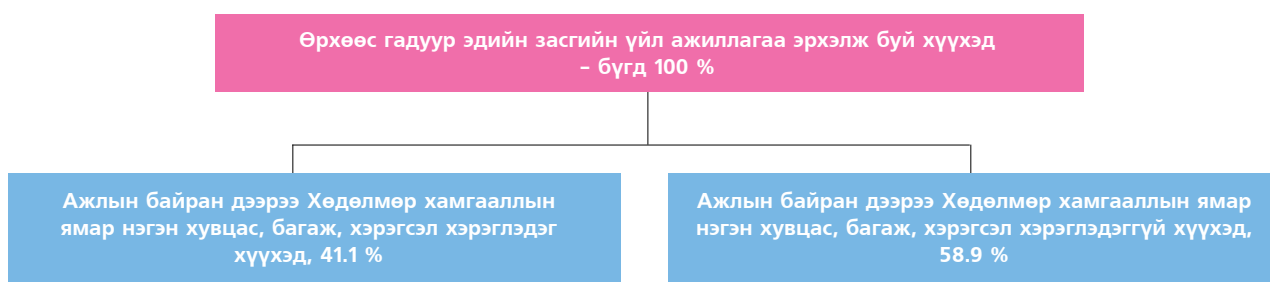 Өрхөөс гадуур эдийн засгийн үйл ажиллагаа эрхэлж буй хүүхэд
– бүгд 100 %
Ажлын байран дээрээ Хөдөлмөр хамгааллын
ямар нэгэн хувцас, багаж, хэрэгсэл хэрэглэдэг
хүүхэд, 41.1 %
Ажлын байран дээрээ Хөдөлмөр хамгааллын ямар
нэгэн хувцас, багаж, хэрэгсэл хэрэглэдэггүй хүүхэд,
58.9 %